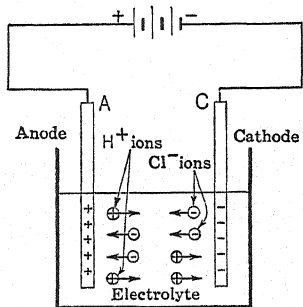 + −
A C
Anode Cathode
H⁺ ions
Cl⁻ ions
+ + − −
+ − − −
+ − + −
+ − + −
+ + + −
Electrolyte